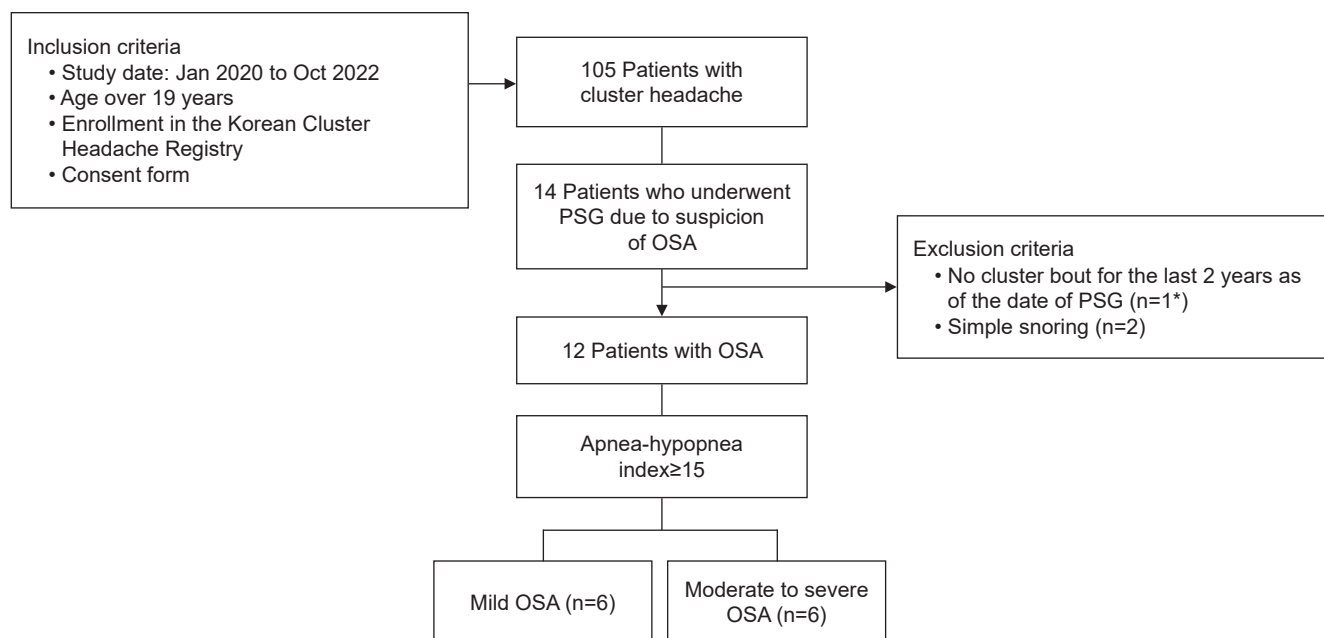 Inclusion criteria
• Study date: Jan 2020 to Oct 2022
• Age over 19 years
• Enrollment in the Korean Cluster
Headache Registry
• Consent form
105 Patients with
cluster headache
14 Patients who underwent
PSG due to suspicion
of OSA
Exclusion criteria
• No cluster bout for the last 2 years as
of the date of PSG (n=1*)
• Simple snoring (n=2)
12 Patients with OSA
Apnea-hypopnea
index≥15
Mild OSA (n=6)
Moderate to severe
OSA (n=6)